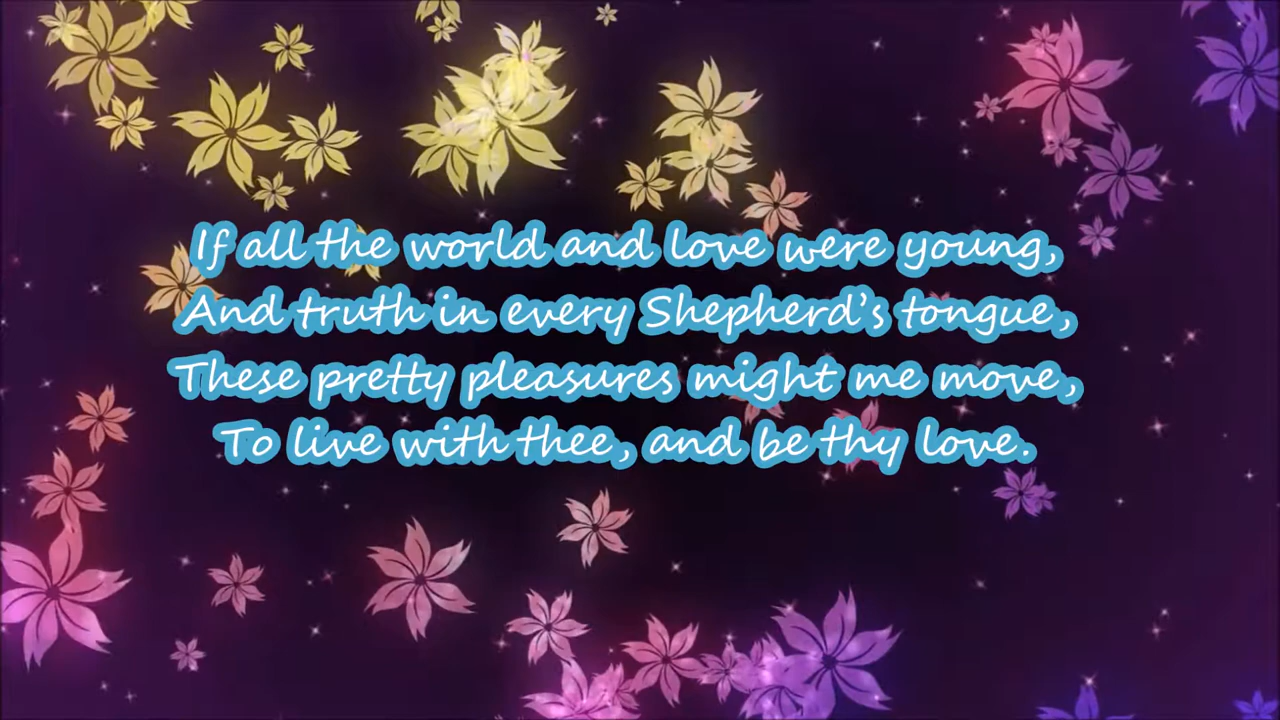 If all the world and love were young,
And truth in every Shepherd's tongue,
These pretty pleasures might me move,
To live with thee, and be thy love.